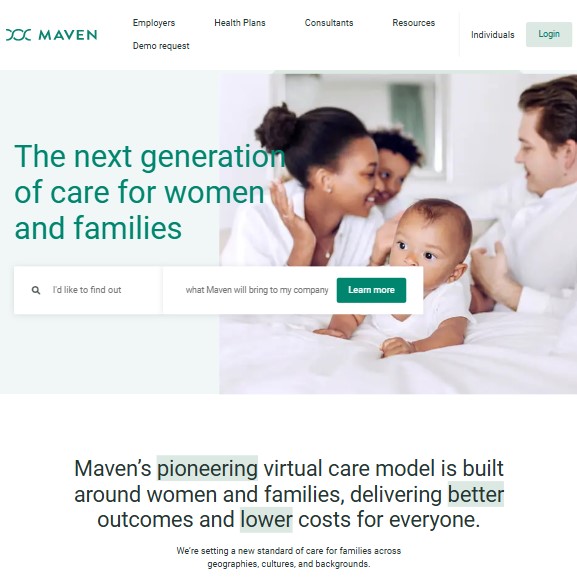 MAVEN
Employers
Health Plans
Consultants
Resources
Demo request
Individuals
Login
The next generation
of care for women
and families
I'd like to find out
what Maven will bring to my company
Learn more
Maven's pioneering virtual care model is built
around women and families, delivering better
outcomes and lower costs for everyone.
We're setting a new standard of care for families across
geographies, cultures, and backgrounds.